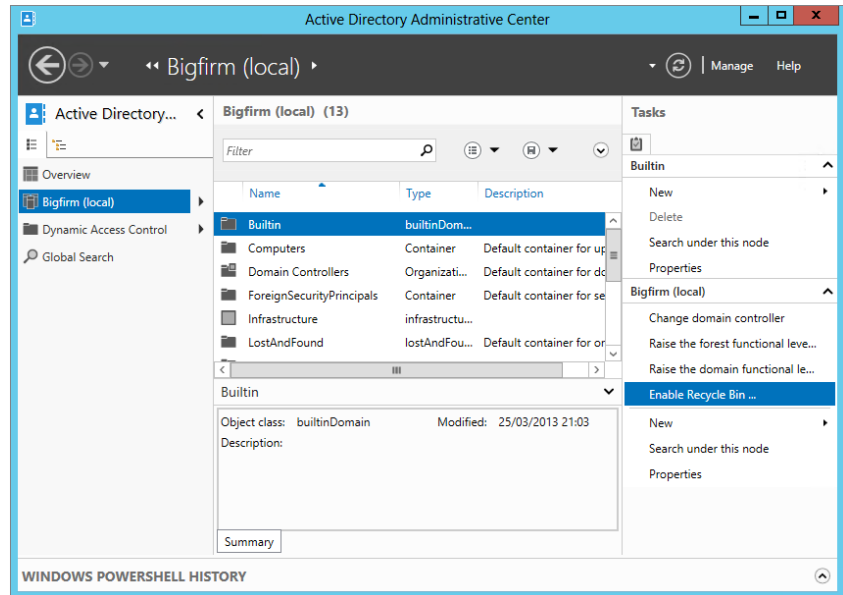 Active Directory Administrative Center
Bigfirm (local)
Manage Help
Active Directory...
Overview
Bigfirm (local)
Dynamic Access Control
Global Search
Bigfirm (local) (13)
Filter
Name Type Description
Builtin builtinDom...
Computers Container Default container for up
Domain Controllers Organizati... Default container for do
ForeignSecurityPrincipals Container Default container for se
Infrastructure infrastructu...
LostAndFound lostAndFou... Default container for or
Builtin
Object class: builtinDomain Modified: 25/03/2013 21:03
Description:
Summary
Tasks
Builtin
New
Delete
Search under this node
Properties
Bigfirm (local)
Change domain controller
Raise the forest functional leve...
Raise the domain functional le...
Enable Recycle Bin ...
New
Search under this node
Properties
WINDOWS POWERSHELL HISTORY